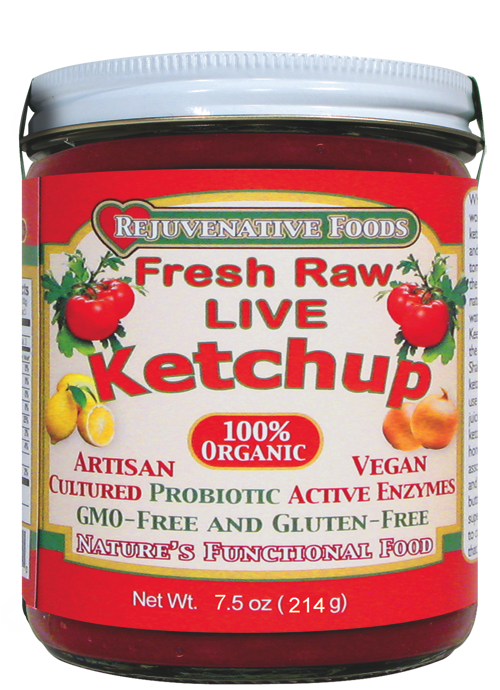 REJUVENATIVE FOODS
Fresh Raw
LIVE
Ketchup
100%
ORGANIC
ARTISAN
VEGAN
CULTURED PROBIOTIC ACTIVE ENZYMES
GMO-FREE AND GLUTEN-FREE
NATURE'S FUNCTIONAL FOOD
Net Wt. 7.5 oz ( 214 g)